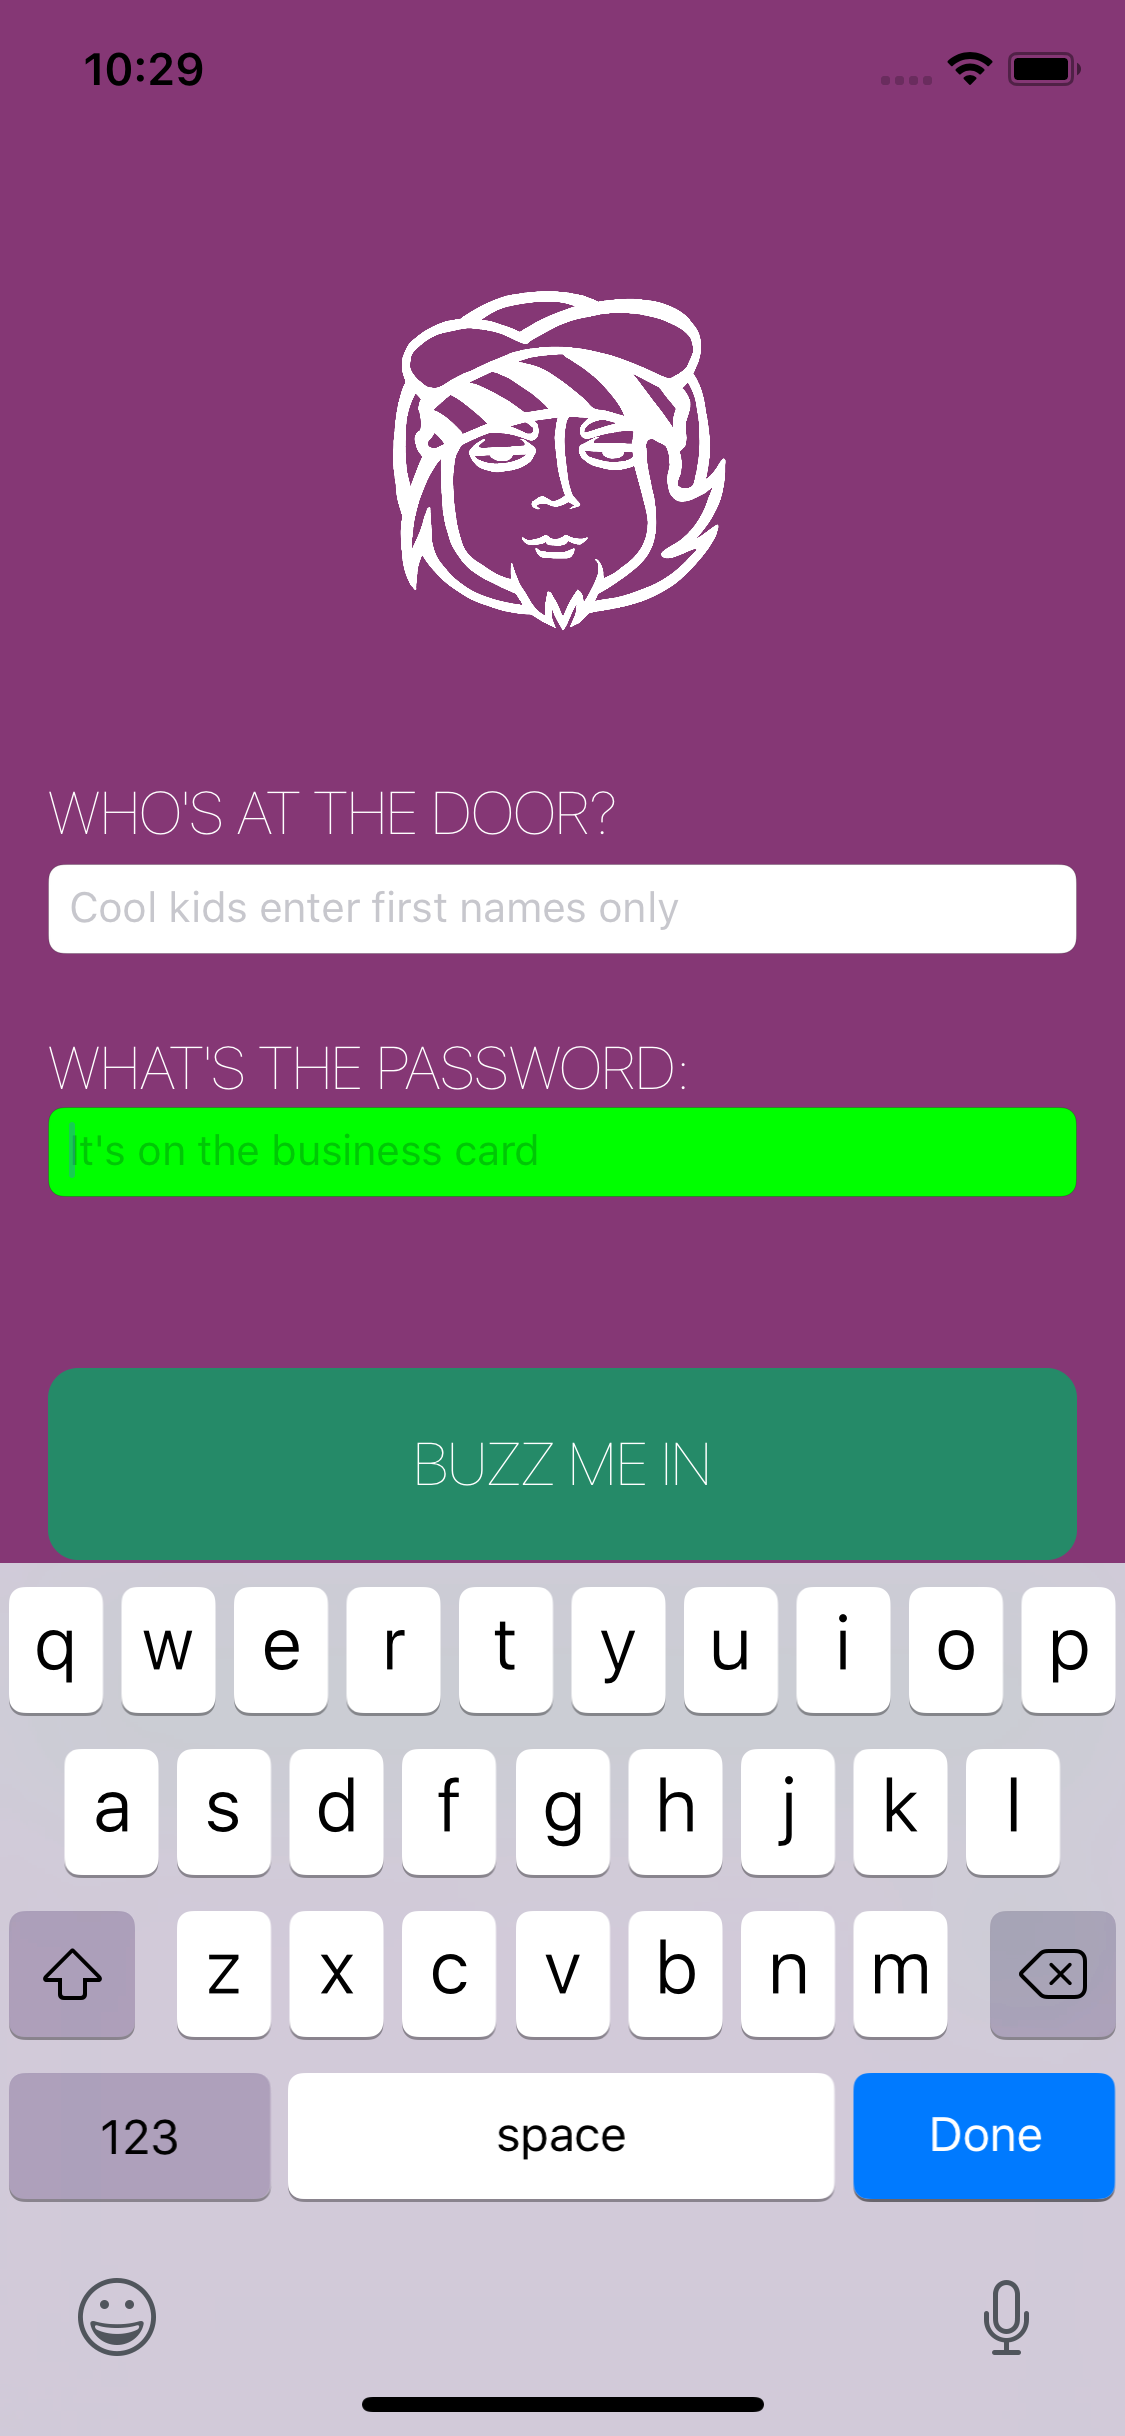 10:29
WHO'S AT THE DOOR?
Cool kids enter first names only
WHAT'S THE PASSWORD:
It's on the business card
BUZZ ME IN
q w e r t y u i o p
a s d f g h j k l
z x c v b n m
123 space Done